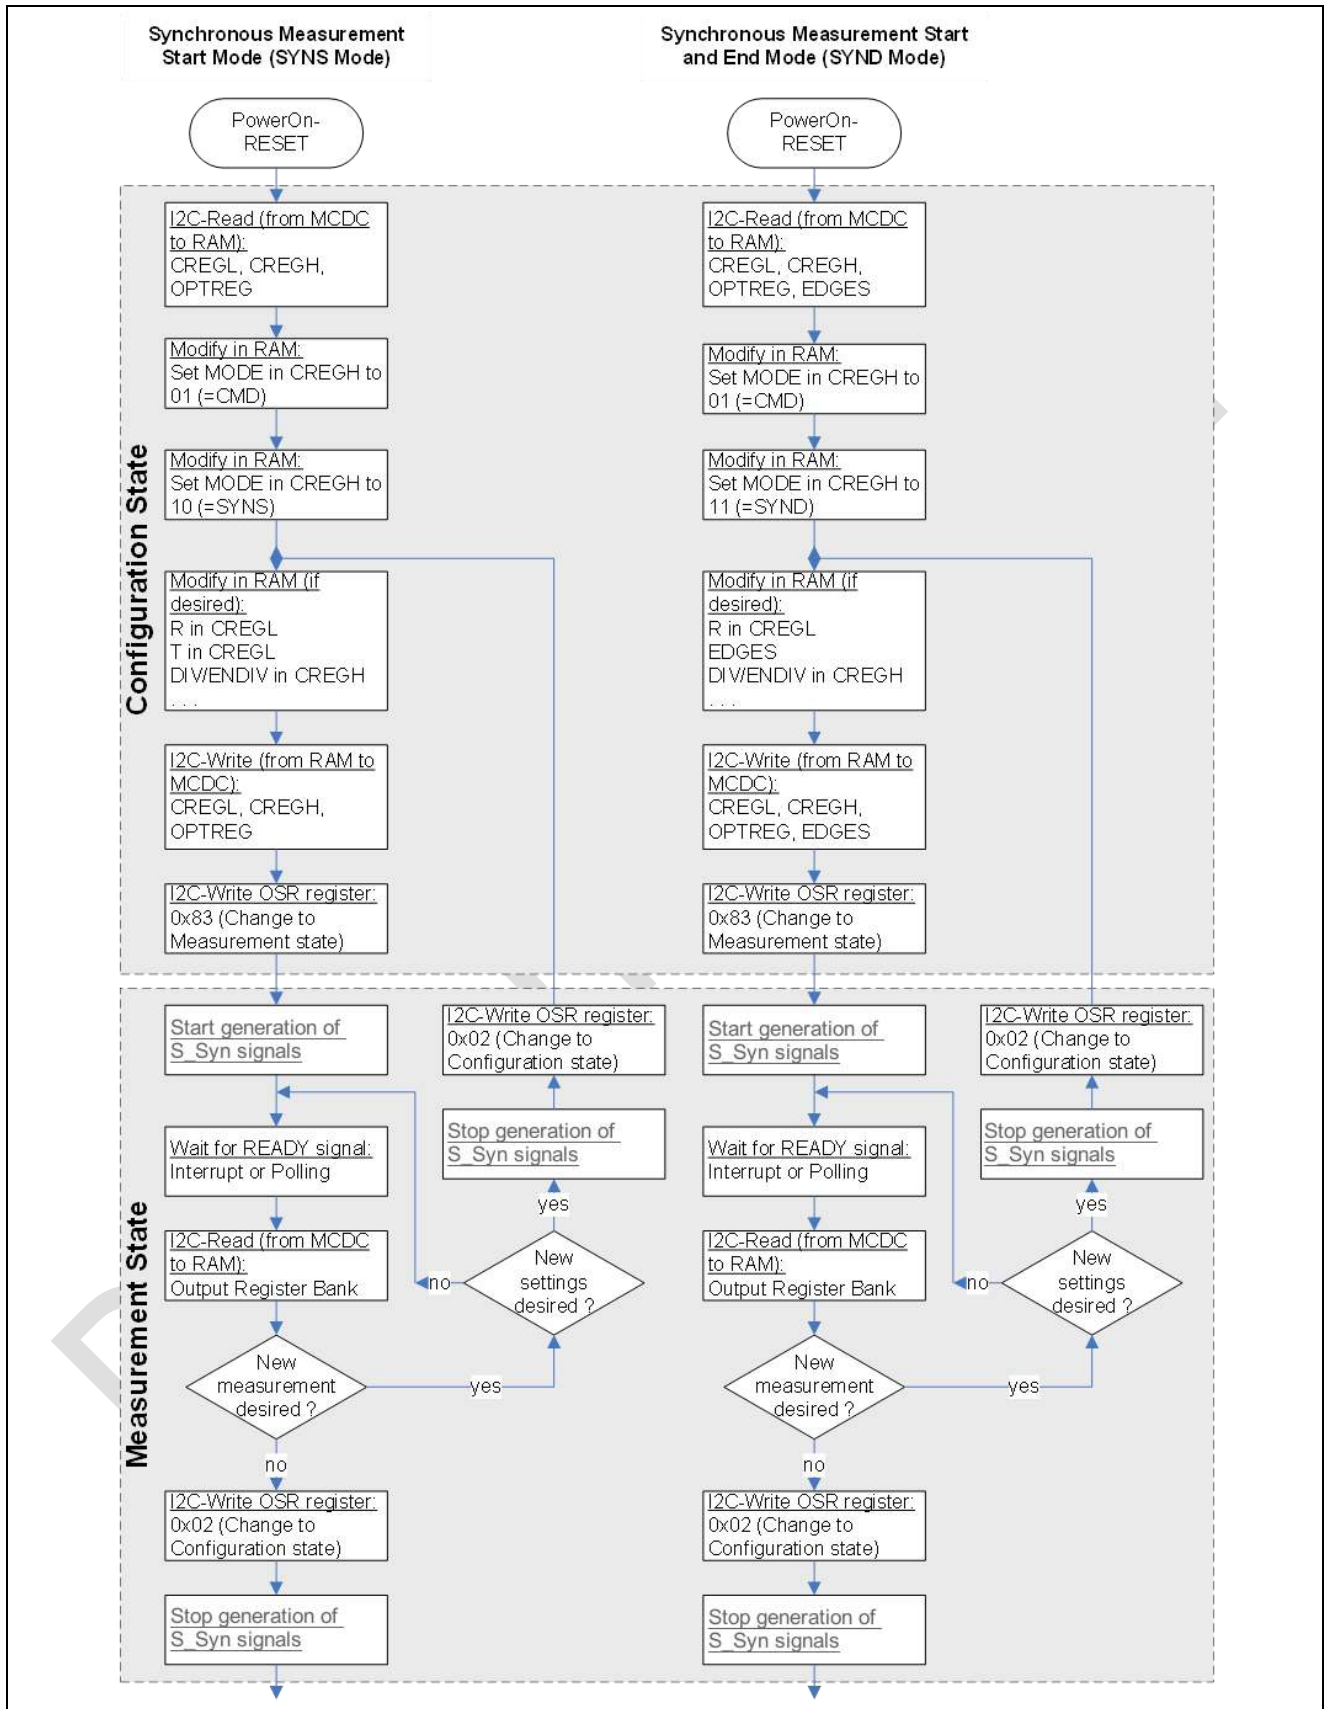 Synchronous Measurement
Start Mode (SYNS Mode)
PowerOn-
RESET
I2C-Read (from MCDC
to RAM):
CREGL, CREGH,
OPTREG
Modify in RAM:
Set MODE in CREGH to
01 (=CMD)
Modify in RAM:
Set MODE in CREGH to
10 (=SYNS)
Modify in RAM (if
desired):
R in CREGL
T in CREGL
DIV/ENDIV in CREGH
. . .
I2C-Write (from RAM to
MCDC):
CREGL, CREGH,
OPTREG
I2C-Write OSR register:
0x83 (Change to
Measurement state)
Start generation of
S_Syn signals
Wait for READY signal:
Interrupt or Polling
I2C-Read (from MCDC
to RAM):
Output Register Bank
New
measurement
desired ?
yes
no
New
settings
desired ?
no
yes
Stop generation of
S_Syn signals
I2C-Write OSR register:
0x02 (Change to
Configuration state)
I2C-Write OSR register:
0x02 (Change to
Configuration state)
Stop generation of
S_Syn signals
Synchronous Measurement Start
and End Mode (SYND Mode)
PowerOn-
RESET
I2C-Read (from MCDC
to RAM):
CREGL, CREGH,
OPTREG, EDGES
Modify in RAM:
Set MODE in CREGH to
01 (=CMD)
Modify in RAM:
Set MODE in CREGH to
11 (=SYND)
Modify in RAM (if
desired):
R in CREGL
EDGES
DIV/ENDIV in CREGH
. . .
I2C-Write (from RAM to
MCDC):
CREGL, CREGH,
OPTREG, EDGES
I2C-Write OSR register:
0x83 (Change to
Measurement state)
Start generation of
S_Syn signals
Wait for READY signal:
Interrupt or Polling
I2C-Read (from MCDC
to RAM):
Output Register Bank
New
measurement
desired ?
yes
no
New
settings
desired ?
no
yes
Stop generation of
S_Syn signals
I2C-Write OSR register:
0x02 (Change to
Configuration state)
I2C-Write OSR register:
0x02 (Change to
Configuration state)
Stop generation of
S_Syn signals
Configuration State
Measurement State